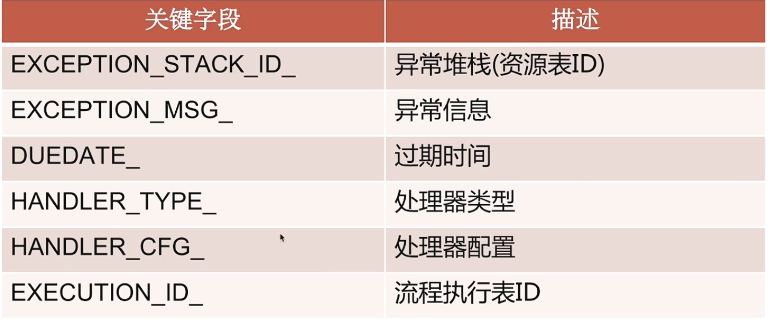 关键字段 描述
EXCEPTION_STACK_ID_ 异常堆栈(资源表ID)
EXCEPTION_MSG_ 异常信息
DUEDATE_ 过期时间
HANDLER_TYPE_ 处理器类型
HANDLER_CFG_ 处理器配置
EXECUTION_ID_ 流程执行表ID